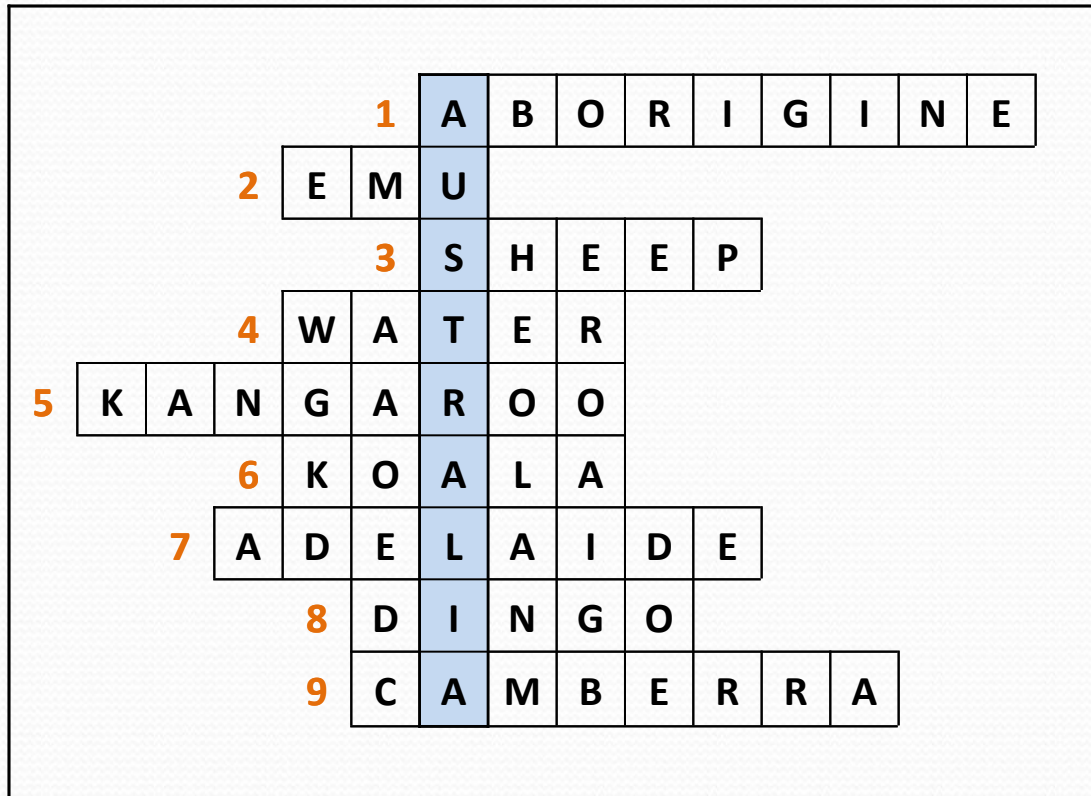 1 ABORIGINE
2 EMU
3 SHEEP
4 WATER
5 KANGAROO
6 KOALA
7 ADELAIDE
8 DINGO
9 CAMBERRA